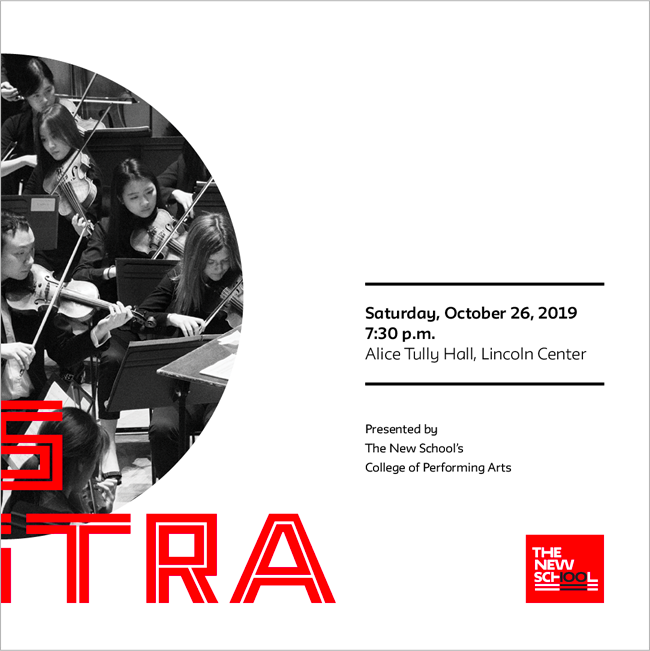 Saturday, October 26, 2019
7:30 p.m.
Alice Tully Hall, Lincoln Center
Presented by
The New School's
College of Performing Arts
S
TRA
THE
NEW
SCHOOL